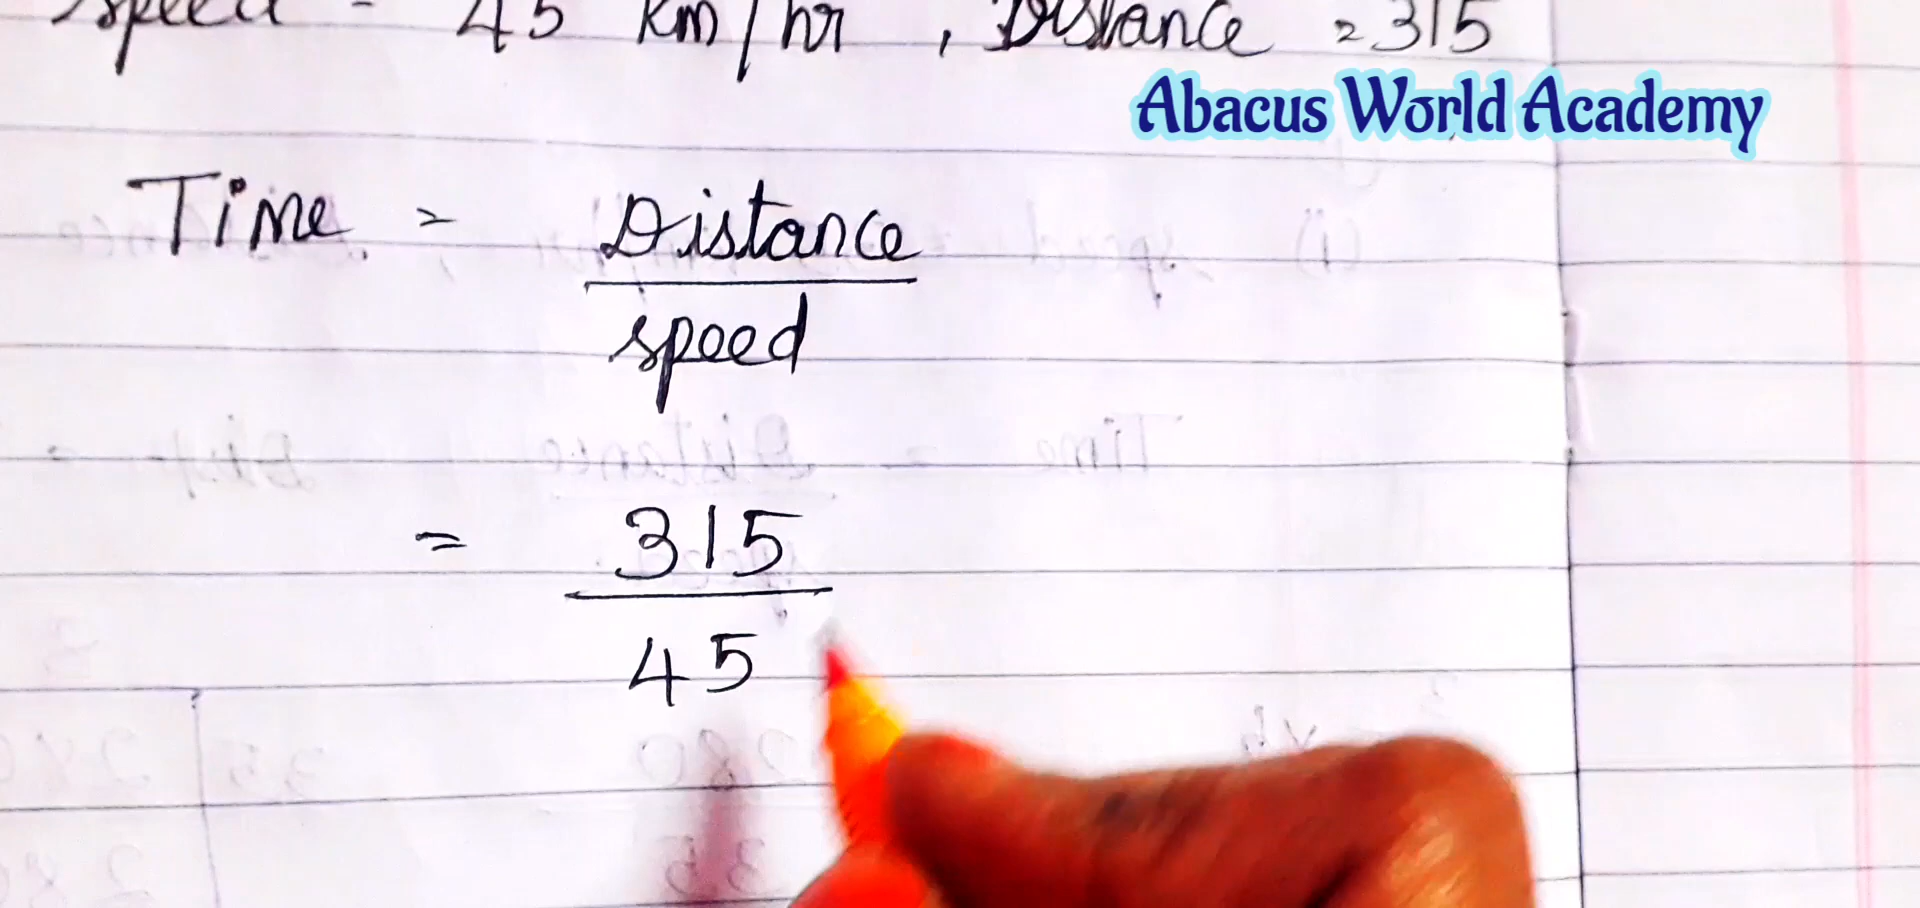 speed = 45 km/hr , Distance = 315
Abacus World Academy
Time = Distance
speed
= 315
45